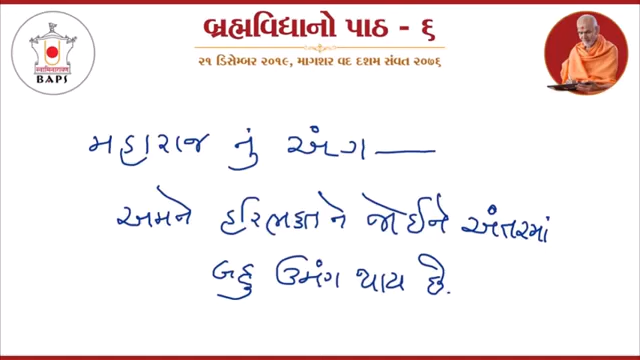 બ્રહ્મવિદ્યાનો પાઠ - ૬
૨૧ ડિસેમ્બર ૨૦૧૯, માગશર વદ દશમ સંવત ૨૦૭૬
સ્વામિનારાયણ
BAPS
મહારાજ નું અંગ —
અમને હરિભક્ત ને જોઈને અંતરમાં
બહુ ઉમંગ થાય છે.